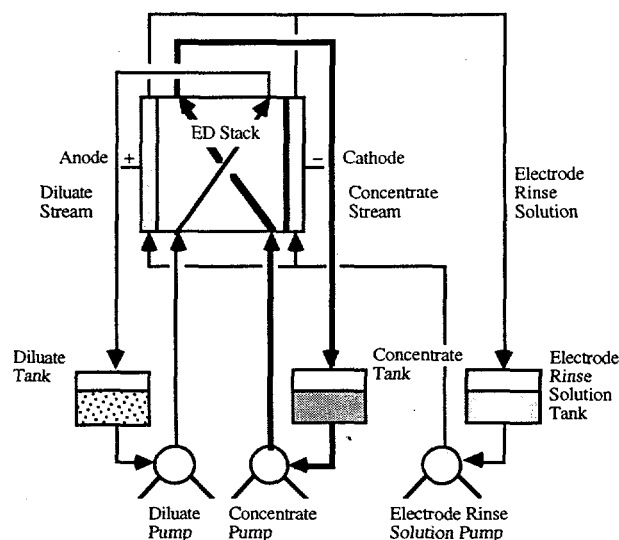 ED Stack
Anode
+
–
Cathode
Diluate
Stream
Concentrate
Stream
Electrode
Rinse
Solution
Diluate
Tank
Concentrate
Tank
Electrode
Rinse
Solution
Tank
Diluate
Pump
Concentrate
Pump
Electrode Rinse
Solution Pump